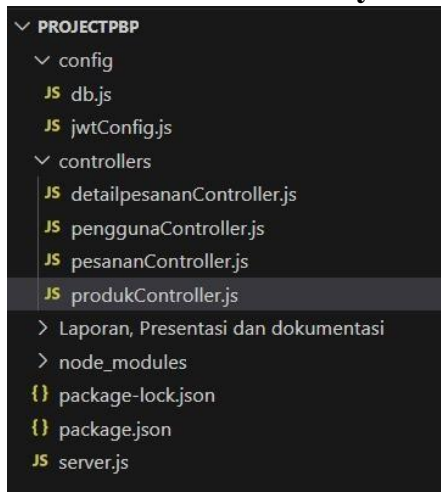 PROJECTPBP
config
JS db.js
JS jwtConfig.js
controllers
JS detailpesananController.js
JS penggunaController.js
JS pesananController.js
JS produkController.js
Laporan, Presentasi dan dokumentasi
node_modules
{} package-lock.json
{} package.json
JS server.js